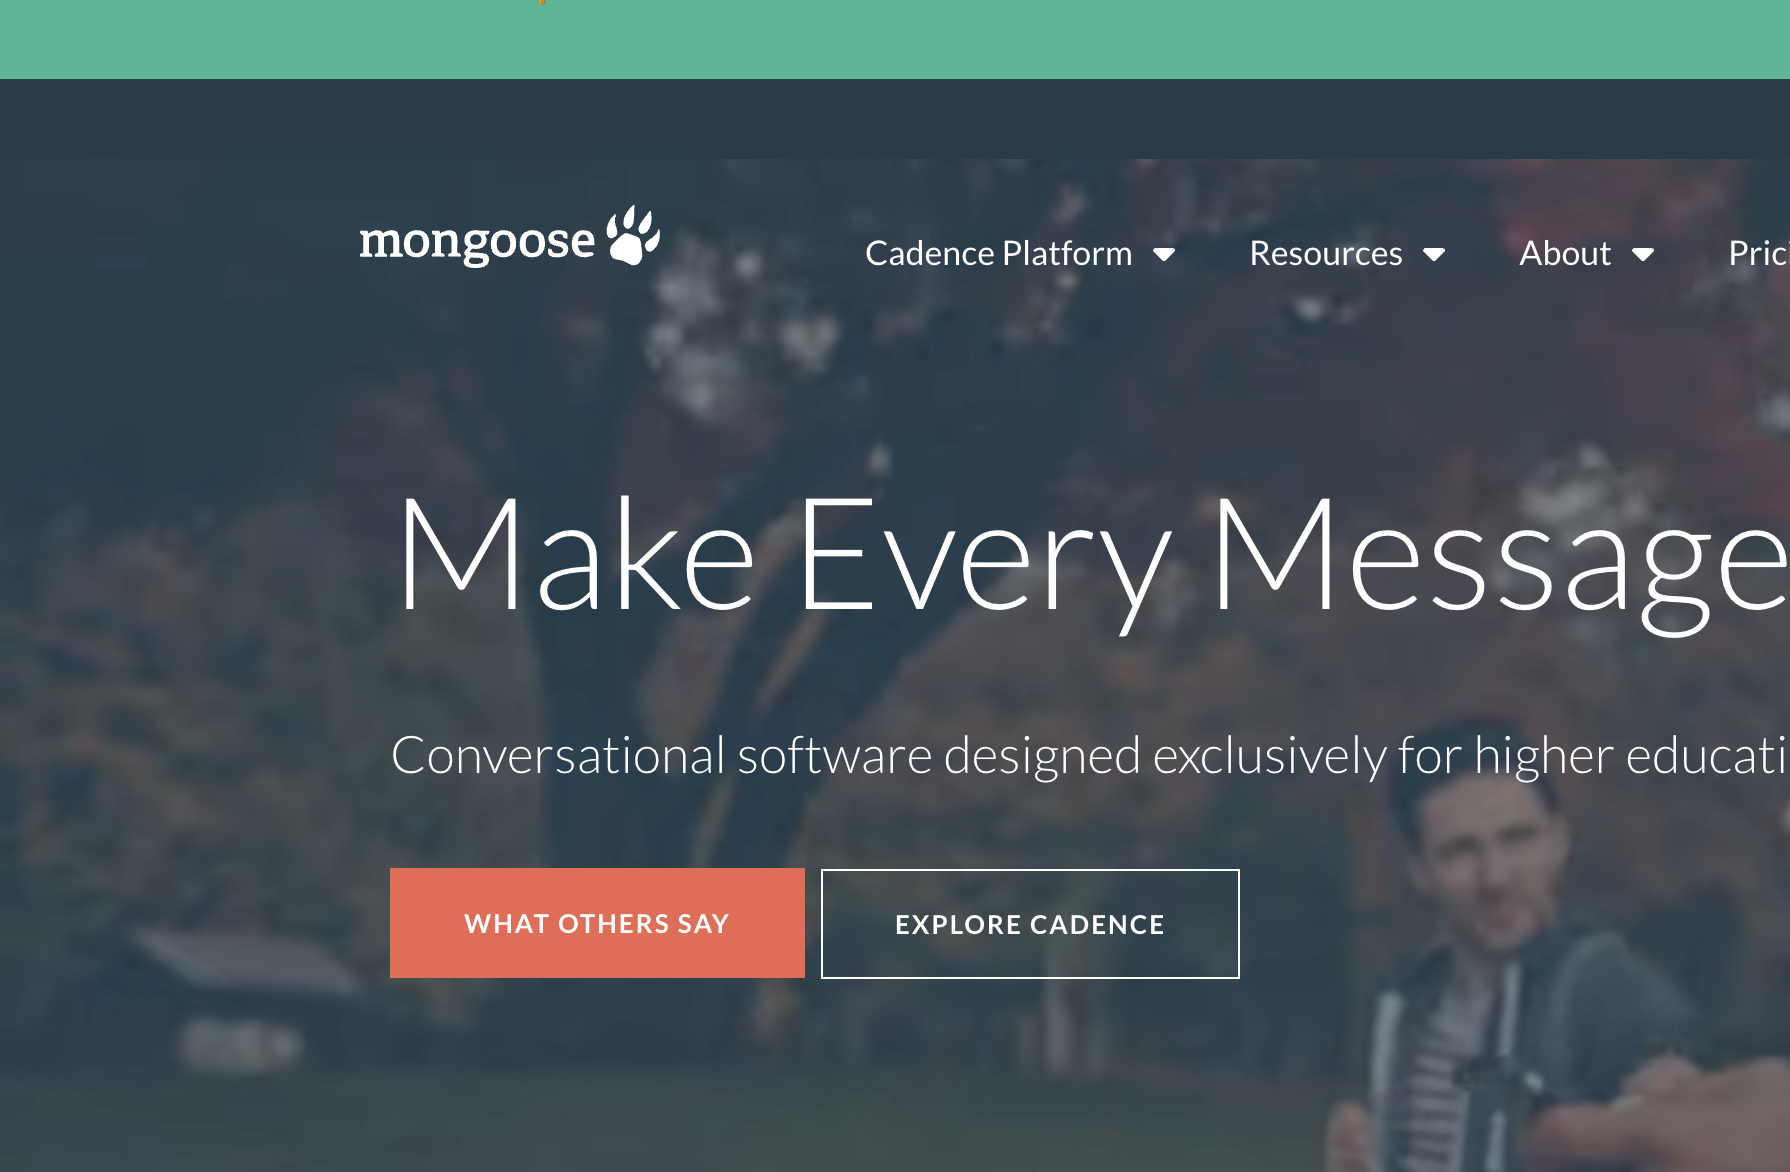 mongoose
Cadence Platform Resources About Prici
Make Every Message
Conversational software designed exclusively for higher educati
WHAT OTHERS SAY EXPLORE CADENCE